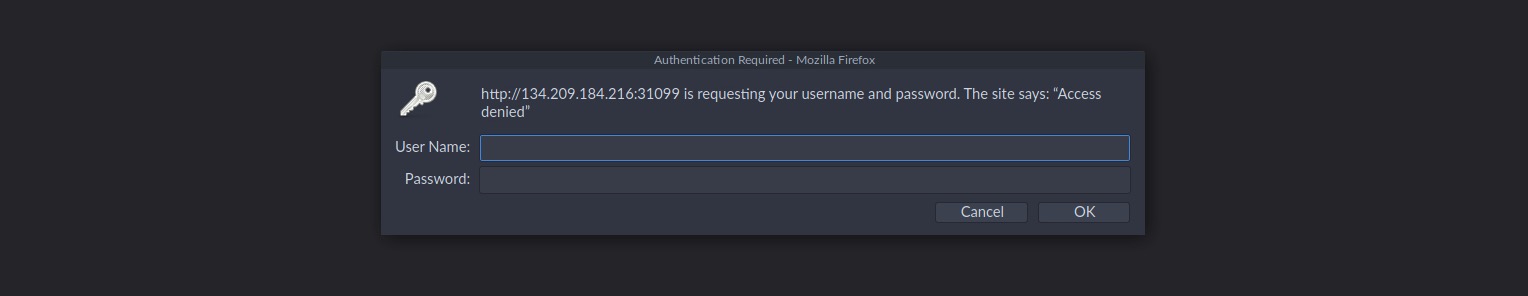 Authentication Required - Mozilla Firefox
http://134.209.184.216:31099 is requesting your username and password. The site says: “Access
denied”
User Name:
Password:
Cancel OK